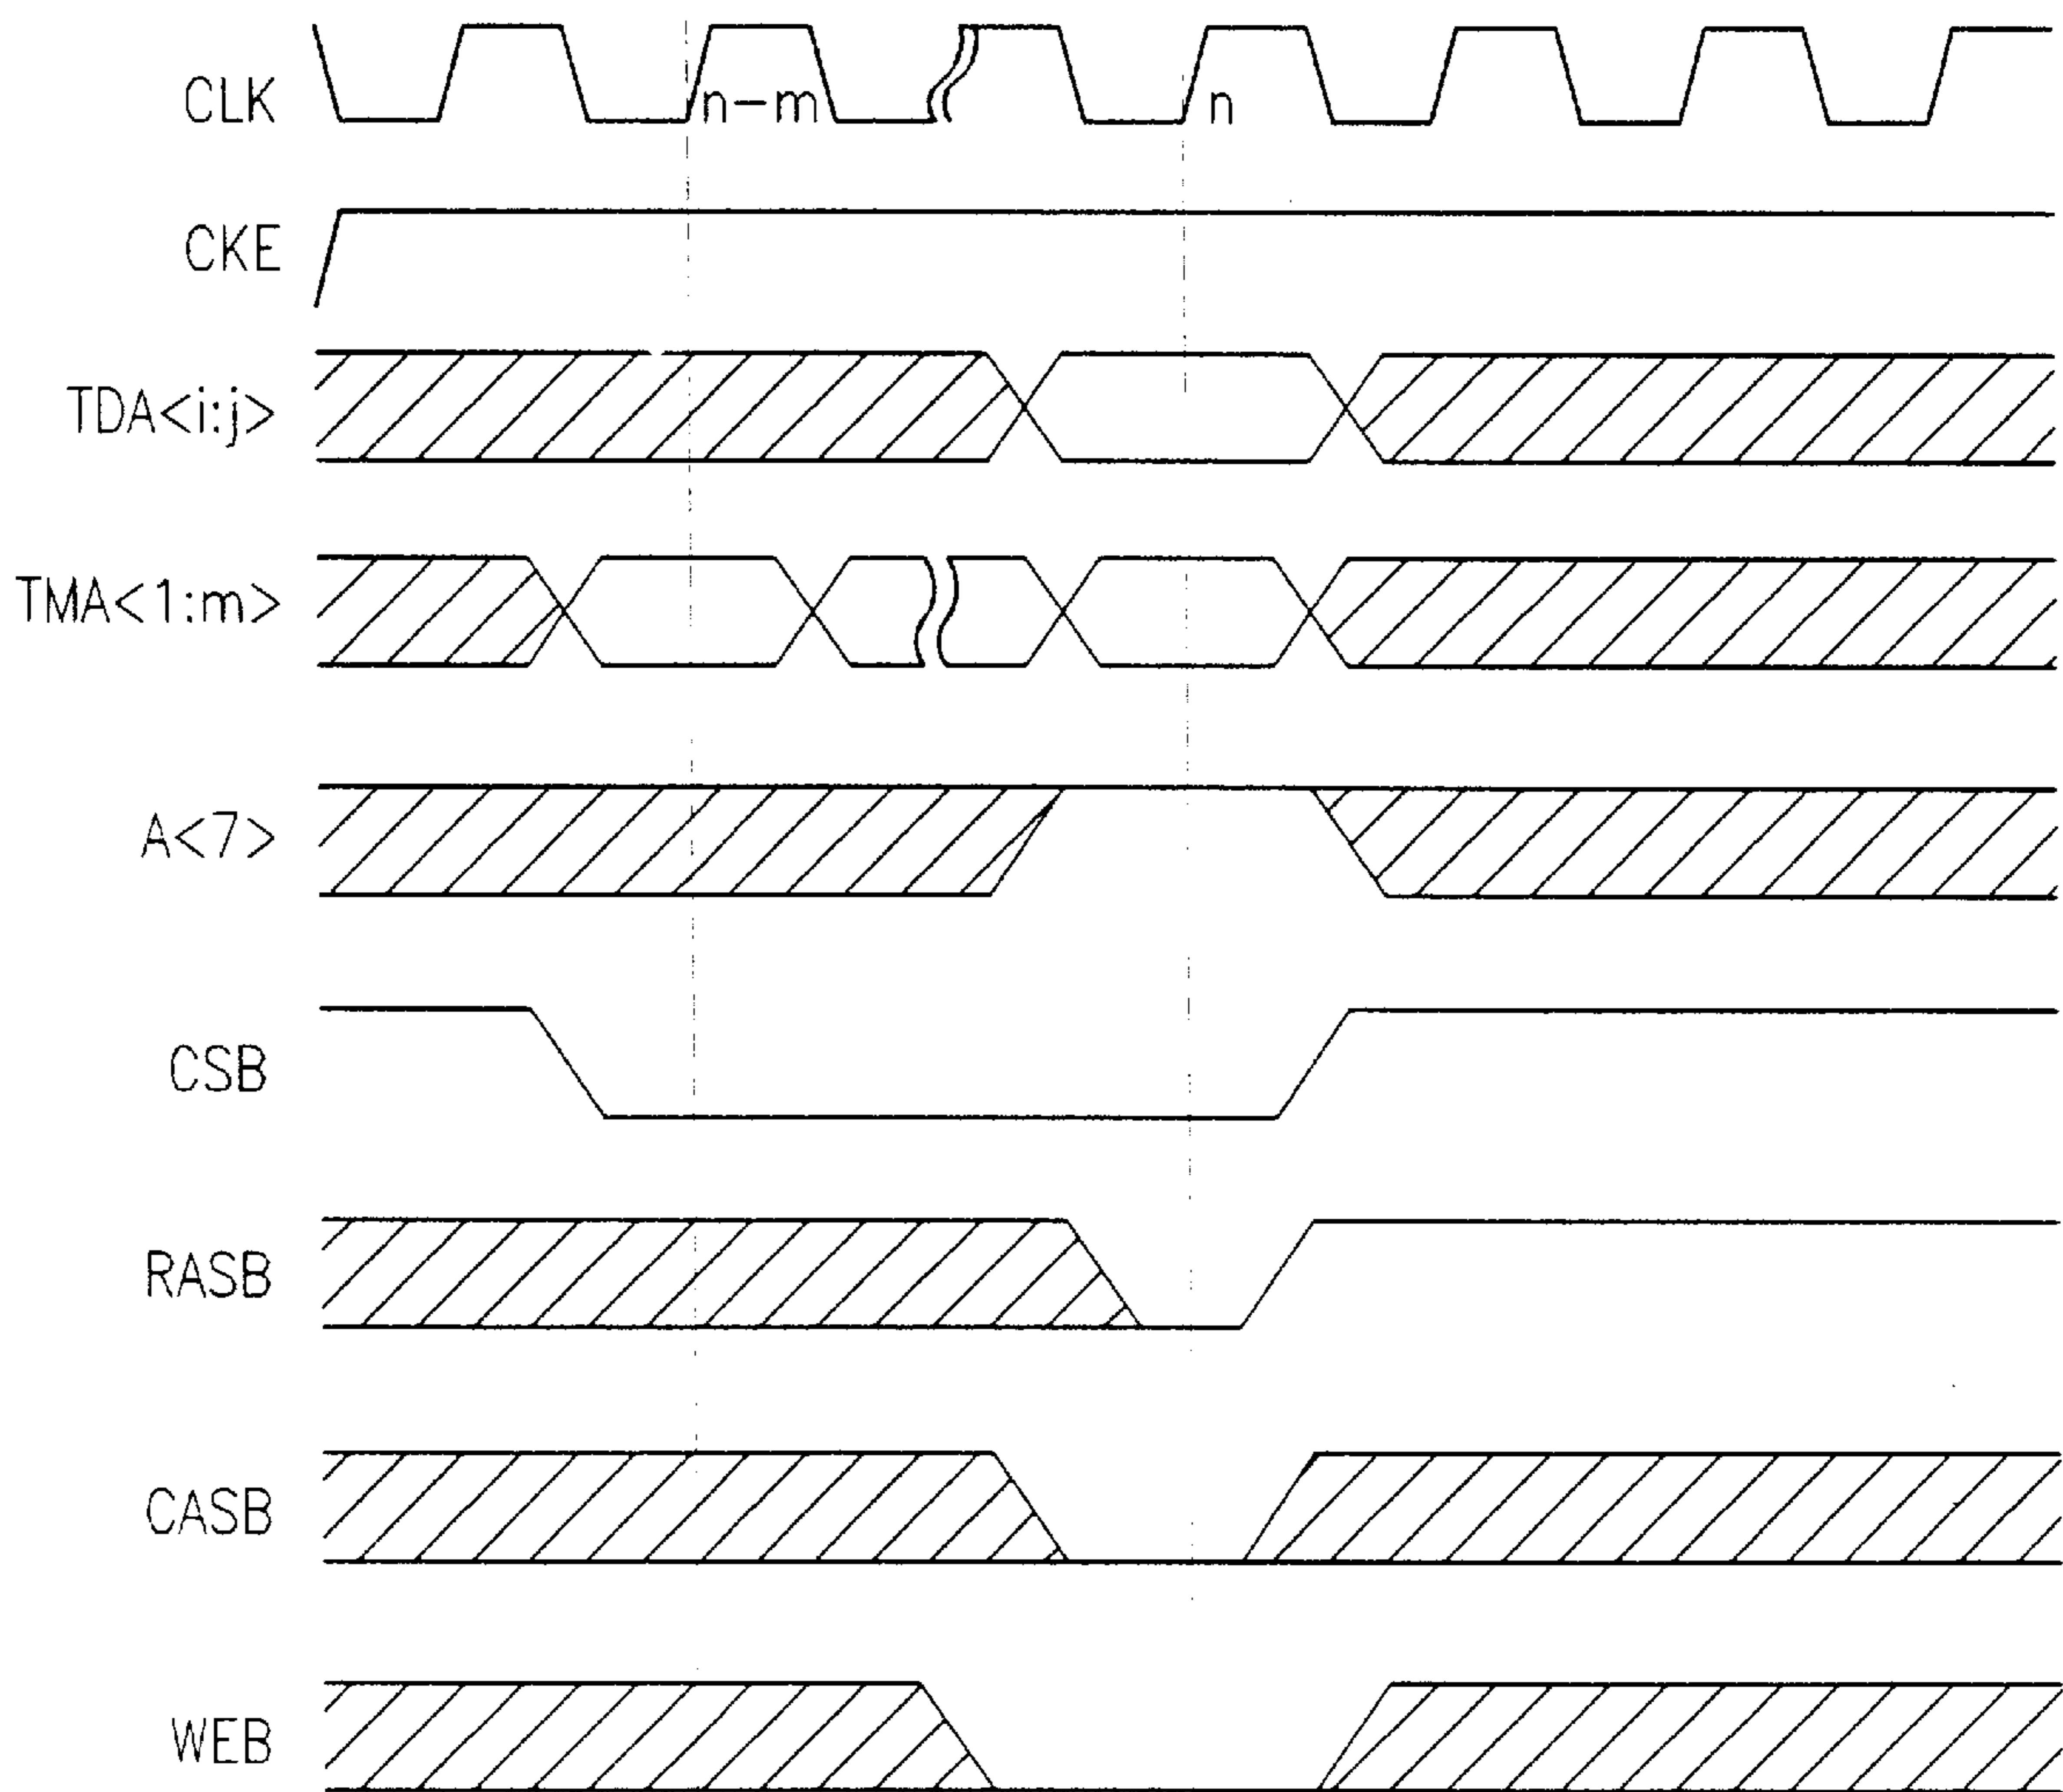 CLK
n-m
n
CKE
TDA<i:j>
TMA<1:m>
A<7>
CSB
RASB
CASB
WEB